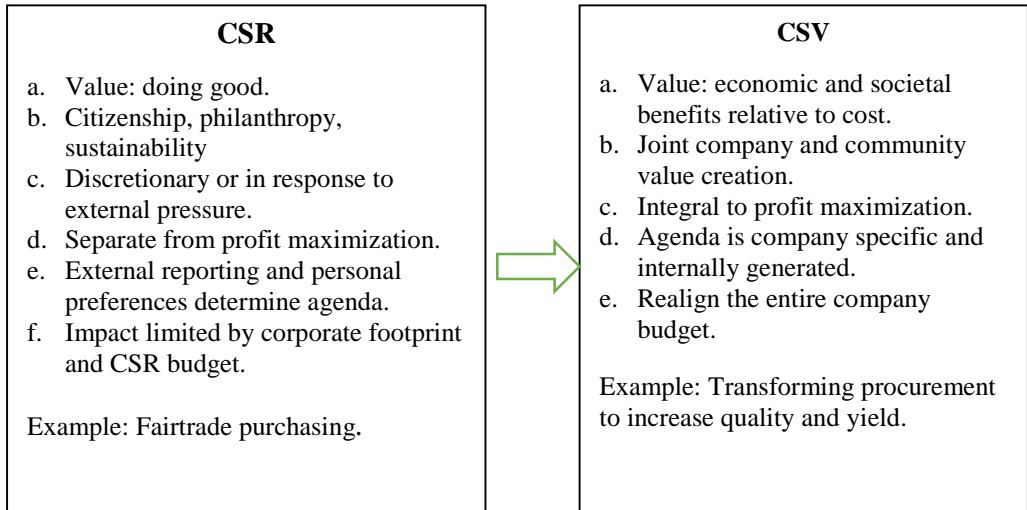 CSR
a. Value: doing good.
b. Citizenship, philanthropy,
sustainability
c. Discretionary or in response to
external pressure.
d. Separate from profit maximization.
e. External reporting and personal
preferences determine agenda.
f. Impact limited by corporate footprint
and CSR budget.
Example: Fairtrade purchasing.
CSV
a. Value: economic and societal
benefits relative to cost.
b. Joint company and community
value creation.
c. Integral to profit maximization.
d. Agenda is company specific and
internally generated.
e. Realign the entire company
budget.
Example: Transforming procurement
to increase quality and yield.